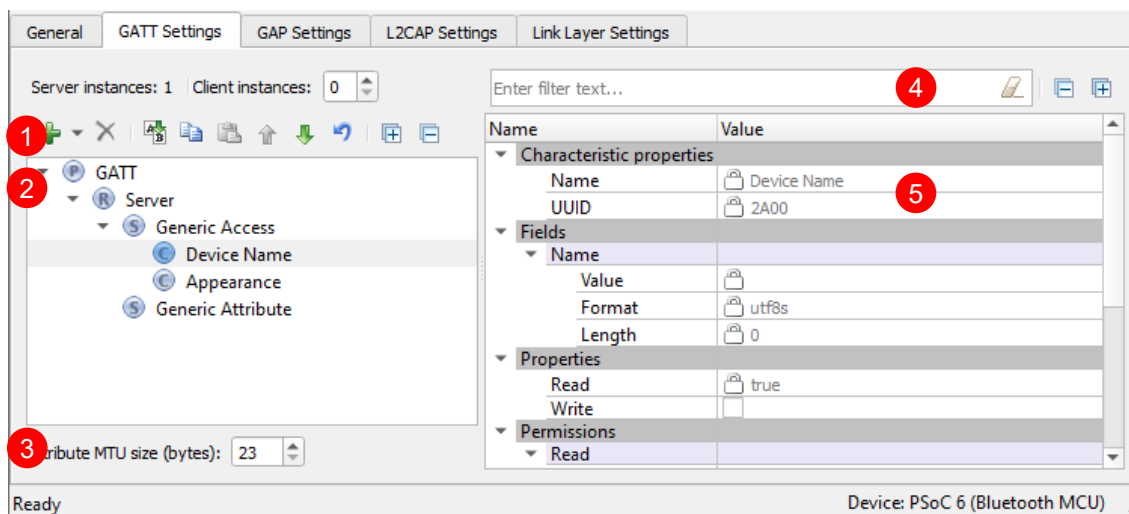 General GATT Settings GAP Settings L2CAP Settings Link Layer Settings
Server instances: 1 Client instances: 0
Enter filter text... 4
1
Name Value
Characteristic properties
Name Device Name
UUID 2A00
5
Fields
Name
Value
Format utf8s
Length 0
Properties
Read true
Write
Permissions
Read
2
P GATT
R Server
S Generic Access
C Device Name
C Appearance
S Generic Attribute
3
tribute MTU size (bytes): 23
Ready Device: PSoC 6 (Bluetooth MCU)